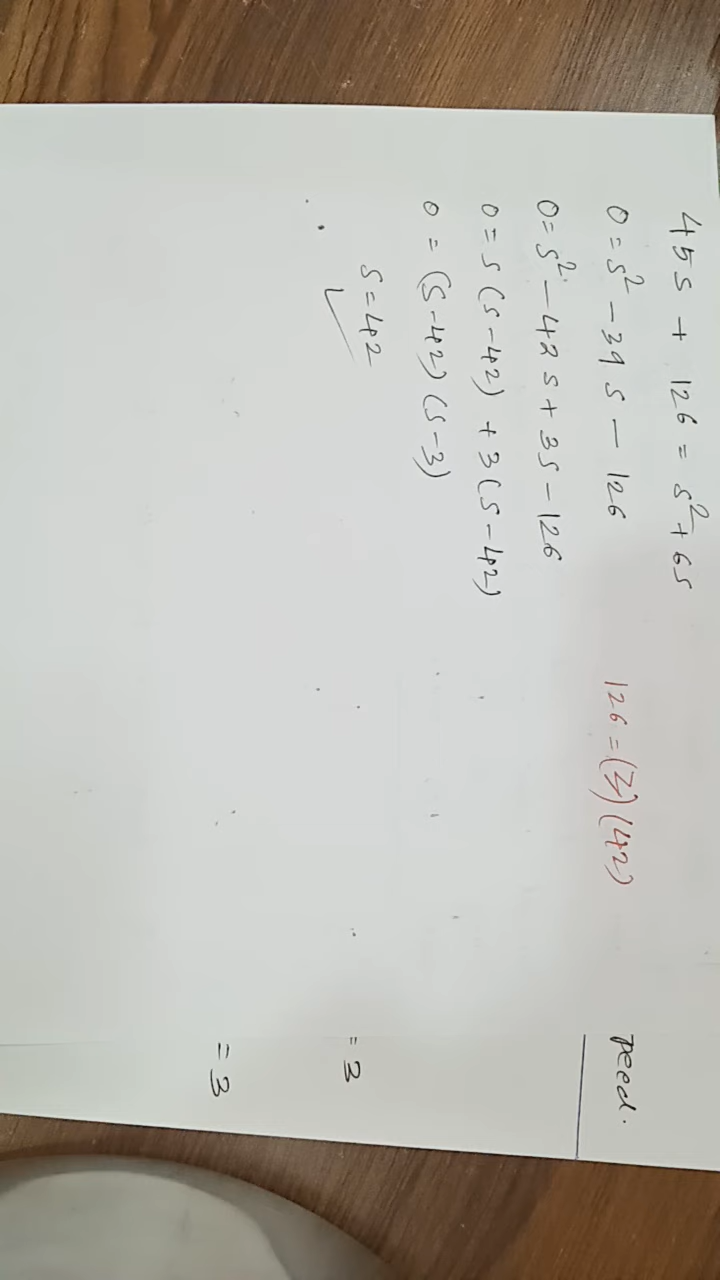 45s + 126 = s² + 6s
0 = s² - 39s - 126 126 = (3)(42)
0 = s² - 42s + 3s - 126
0 = s(s-42) + 3(s-42)
0 = (s-42)(s-3)
s = 42
peed.
= 3
= 3